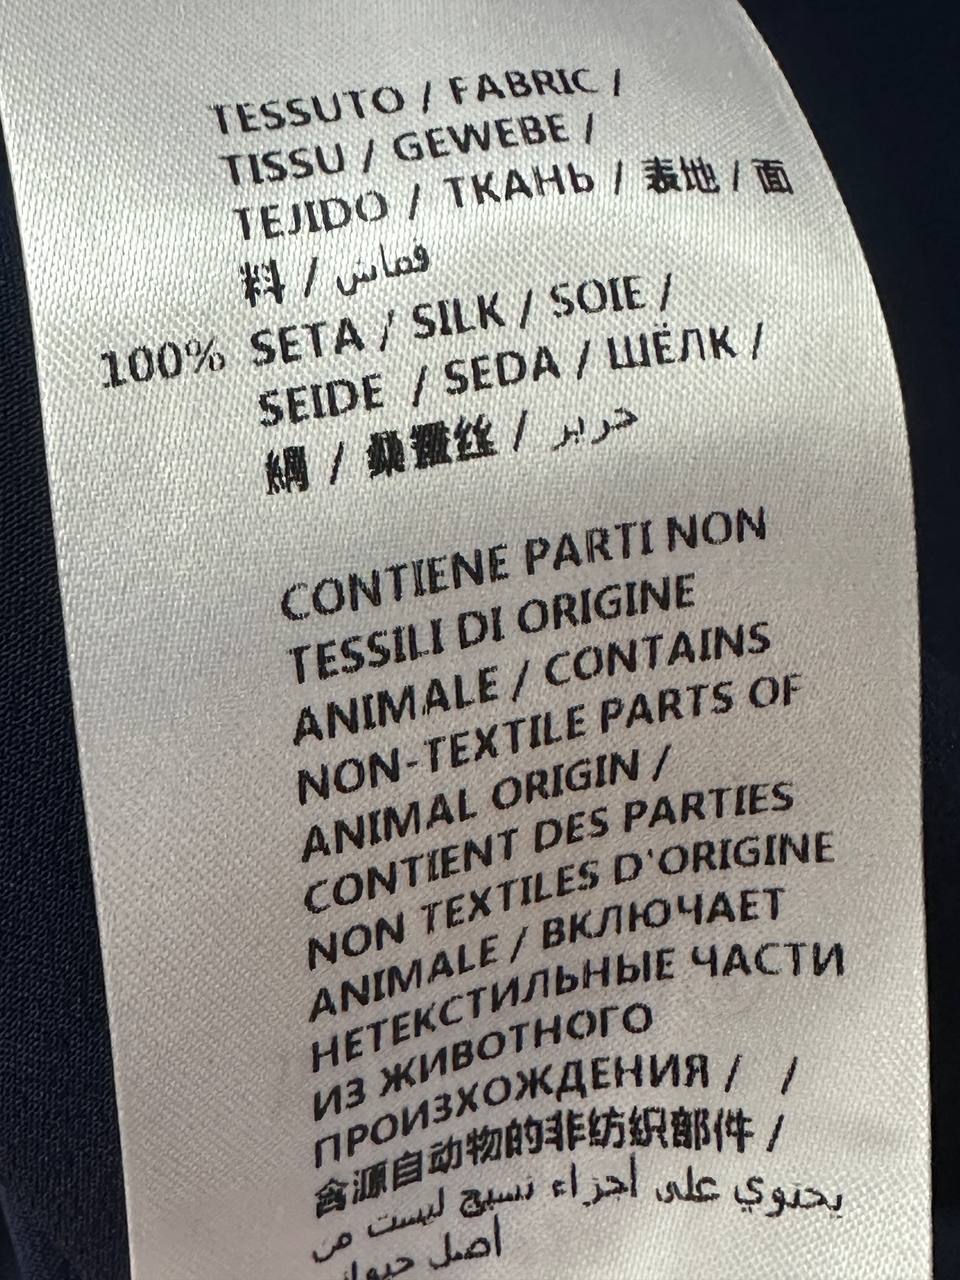 TESSUTO / FABRIC /
TISSU / GEWEBE /
TEJIDO / ТКАНЬ / 表地 / 面
料 / قماش
100% SETA / SILK / SOIE /
SEIDE / SEDA / ШЁЛК /
絹 / 桑蚕丝 / حرير
CONTIENE PARTI NON
TESSILI DI ORIGINE
ANIMALE / CONTAINS
NON-TEXTILE PARTS OF
ANIMAL ORIGIN /
CONTIENT DES PARTIES
NON TEXTILES D'ORIGINE
ANIMALE / ВКЛЮЧАЕТ
НЕТЕКСТИЛЬНЫЕ ЧАСТИ
ИЗ ЖИВОТНОГО
ПРОИЗХОЖДЕНИЯ / /
含源自动物的非纺织部件 /
يحتوي على أجزاء نسيج ليست من
أصل